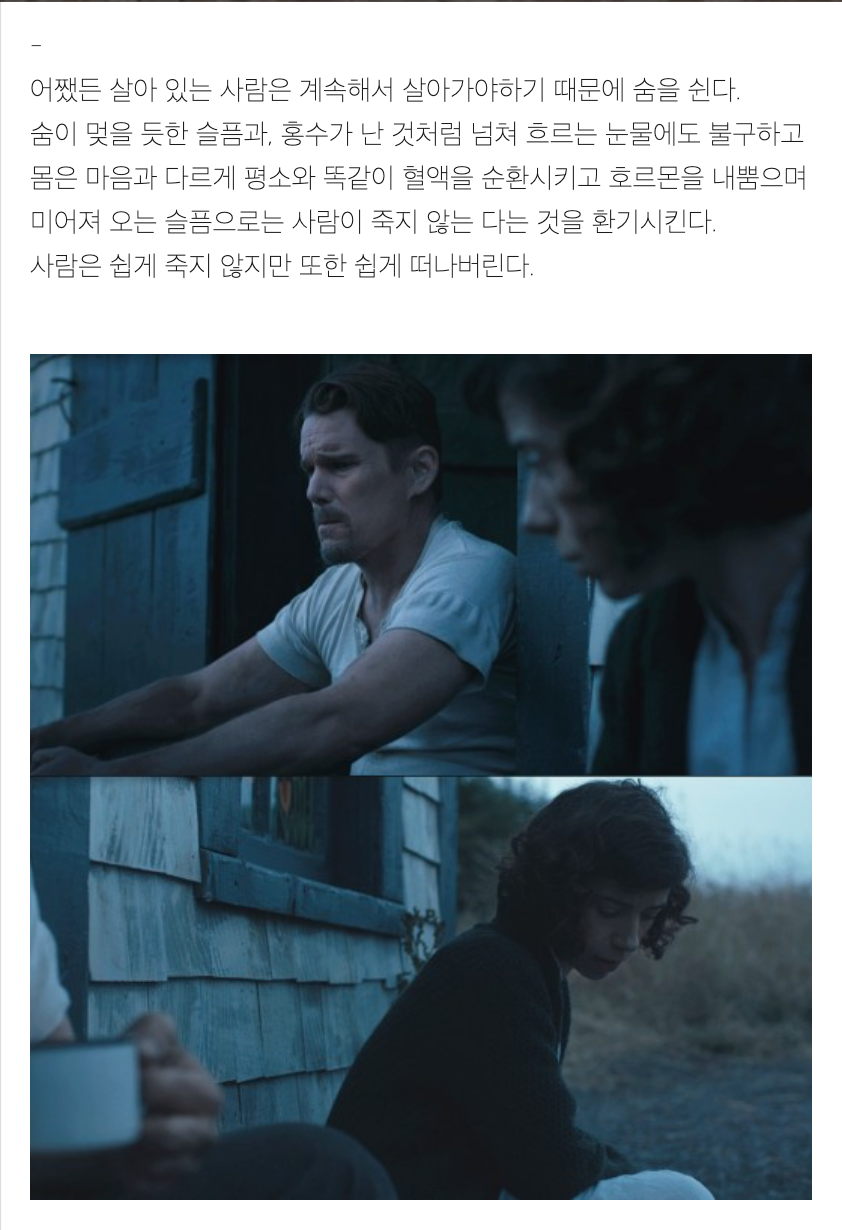 –
어쨌든 살아 있는 사람은 계속해서 살아가야하기 때문에 숨을 쉰다.
숨이 멎을 듯한 슬픔과, 홍수가 난 것처럼 넘쳐 흐르는 눈물에도 불구하고
몸은 마음과 다르게 평소와 똑같이 혈액을 순환시키고 호르몬을 내뿜으며
미어져 오는 슬픔으로는 사람이 죽지 않는 다는 것을 환기시킨다.
사람은 쉽게 죽지 않지만 또한 쉽게 떠나버린다.